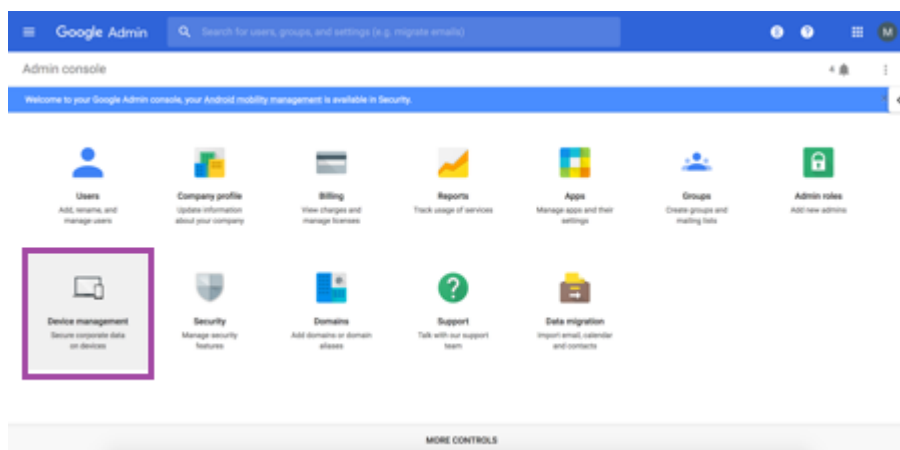 Google Admin
Search for users, groups, and settings (e.g. migrate emails)
M
Admin console
4
Welcome to your Google Admin console, your Android mobility management is available in Security.
Users
Add, rename, and
manage users
Company profile
Update information
about your company
Billing
View charges and
manage licenses
Reports
Track usage of services
Apps
Manage apps and their
settings
Groups
Create groups and
mailing lists
Admin roles
Add new admins
Device management
Secure corporate data
on devices
Security
Manage security
features
Domains
Add domains or domain
aliases
?
Support
Talk with our support
team
Data migration
Import email, calendar
and contacts
MORE CONTROLS